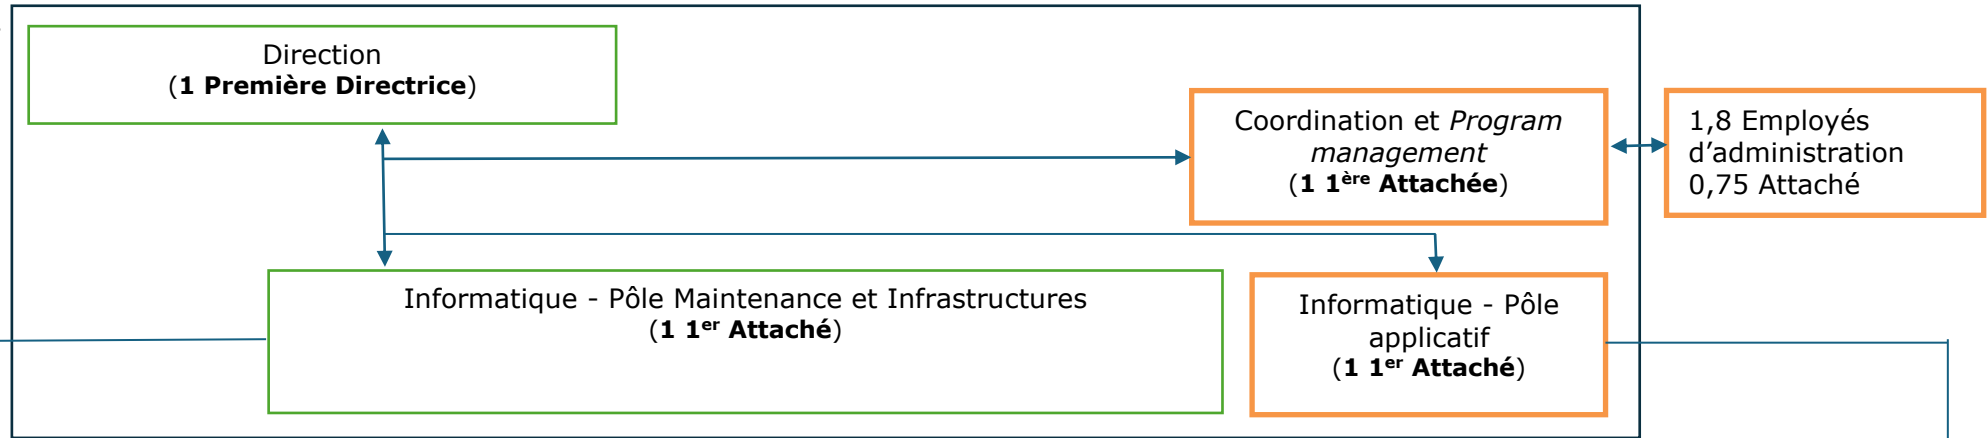 Direction
(1 Première Directrice)
Coordination et Program
management
(1 1ère Attachée)
1,8 Employés
d'administration
0,75 Attaché
Informatique - Pôle Maintenance et Infrastructures
(1 1er Attaché)
Informatique - Pôle
applicatif
(1 1er Attaché)